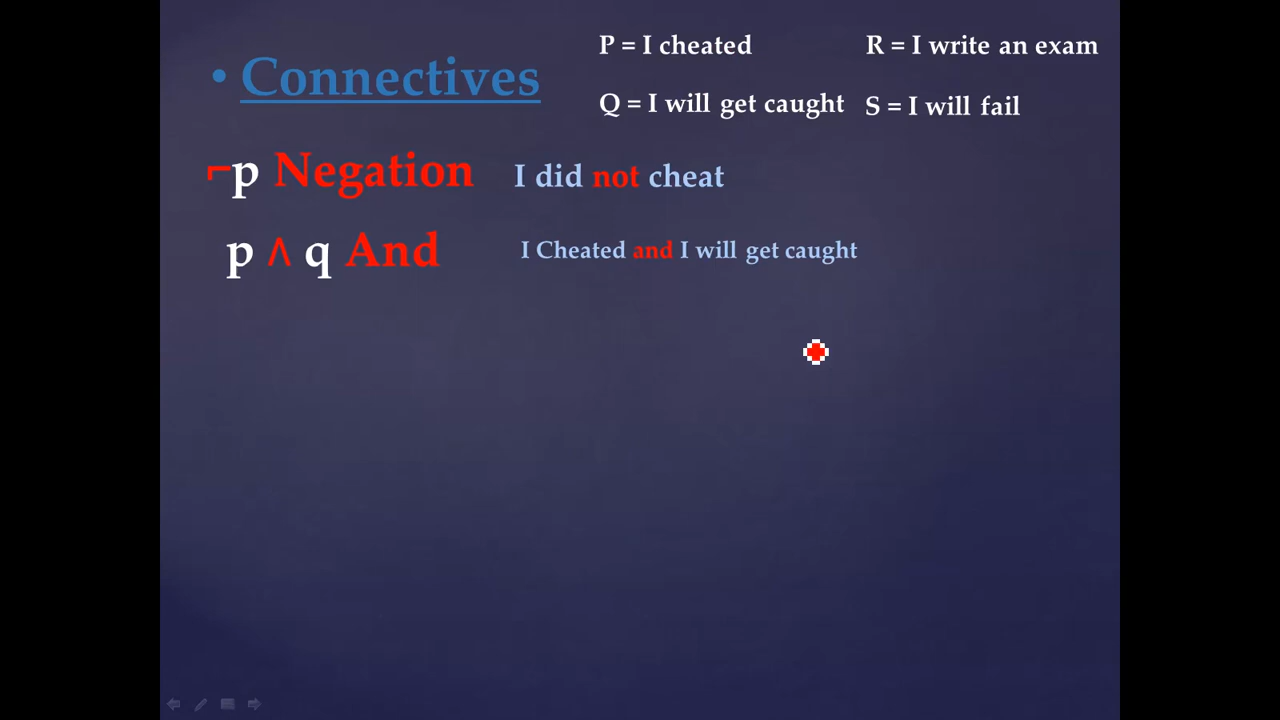 • Connectives
P = I cheated
R = I write an exam
Q = I will get caught
S = I will fail
¬p Negation
I did not cheat
p ∧ q And
I Cheated and I will get caught